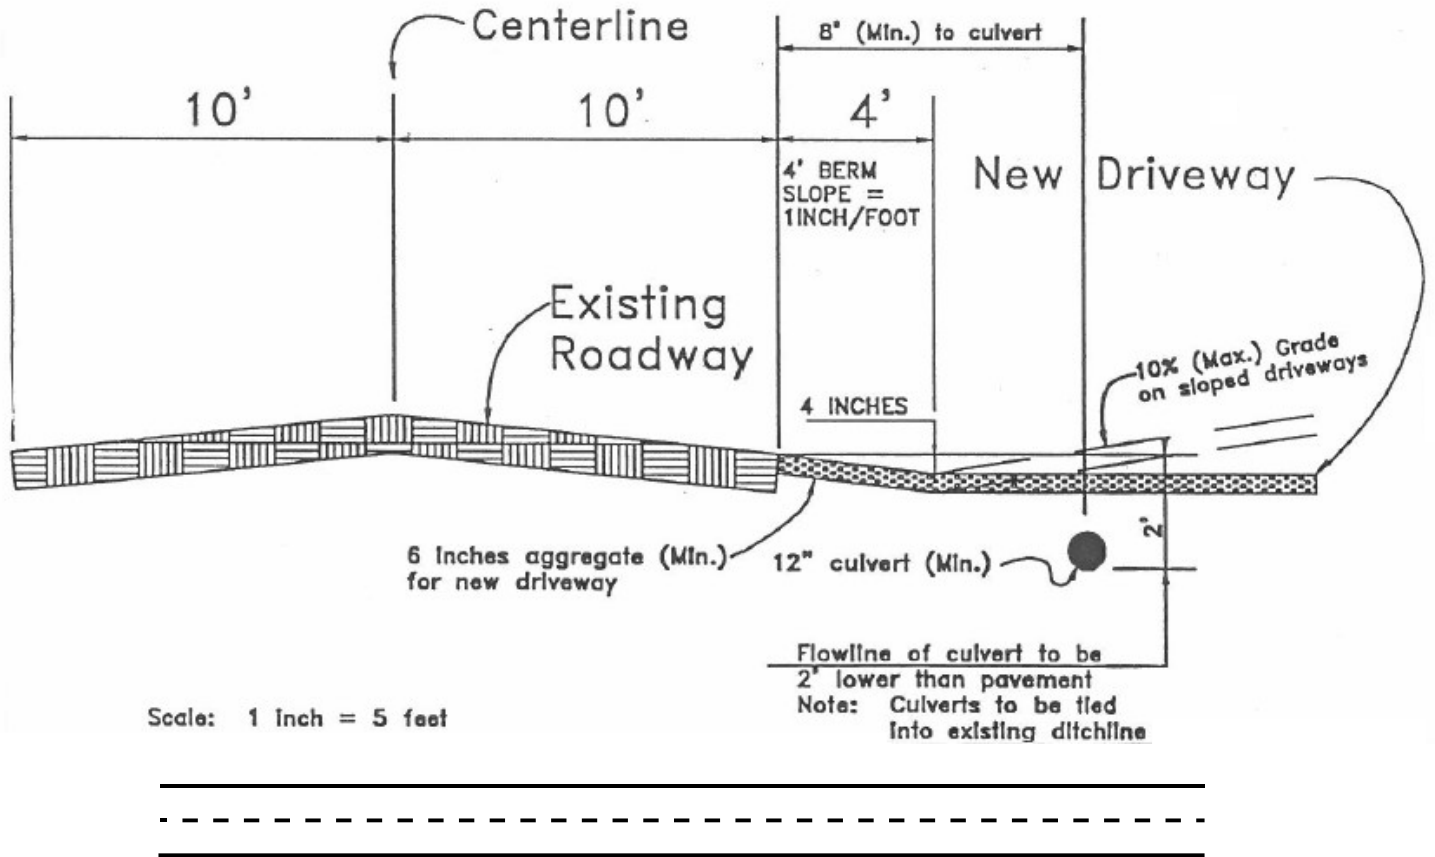 Centerline
8' (Min.) to culvert
10'
10'
4'
4' BERM
SLOPE =
1INCH/FOOT
New Driveway
Existing
Roadway
10% (Max.) Grade
on sloped driveways
4 INCHES
2'
6 inches aggregate (Min.)
for new driveway
12" culvert (Min.)
Flowline of culvert to be
2' lower than pavement
Note: Culverts to be tied
into existing ditchline
Scale: 1 inch = 5 feet